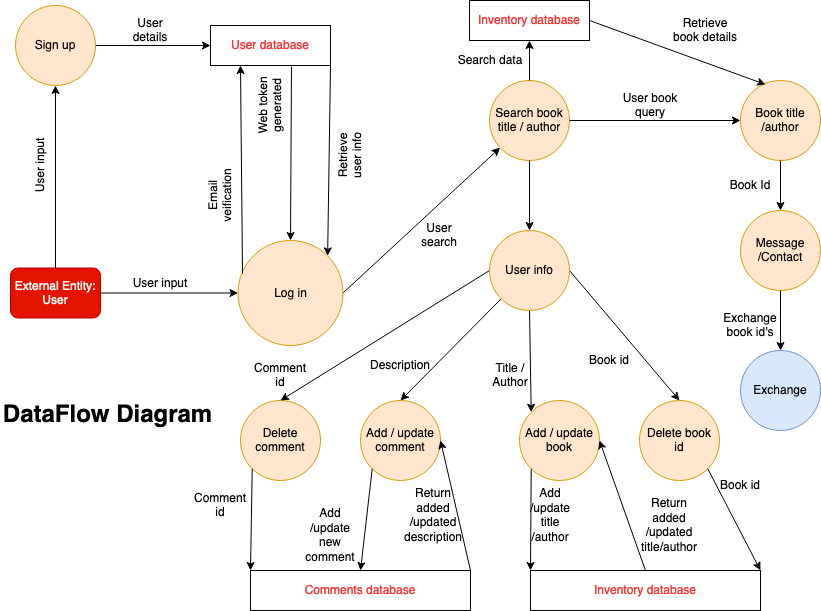 Inventory database
Retrieve
book details
User
details
Sign up
User database
Search data
Web token
generated
Search book
title / author
User book
query
Book title
/author
User input
Email
veification
Retrieve
user info
User
search
Book Id
Message
/Contact
External Entity:
User
User input
Log in
User info
Exchange
book id's
Comment
id
Description
Title /
Author
Book id
Exchange
DataFlow Diagram
Delete
comment
Add / update
comment
Add / update
book
Delete book
id
Comment
id
Add
/update
new
comment
Return
added
/updated
description
Add
/update
title
/author
Return
added
/updated
title/author
Book id
Comments database
Inventory database